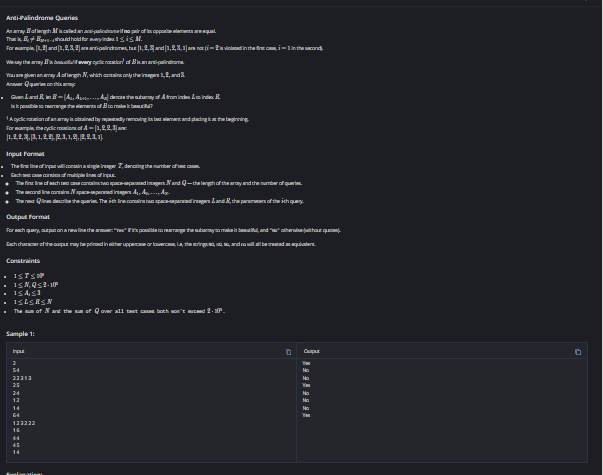 Anti-Palindrome Queries
An array B of length M is called an anti-palindrome if no pair of its opposite elements are equal.
That is, B_i ≠ B_{M+1-i} should hold for every index 1 ≤ i ≤ M.
For example, [1, 2] and [1, 2, 3, 2] are anti-palindromes, but [1, 2, 3] and [1, 2, 3, 1] are not (i = 2 is violated in the first case, i = 1 in the second).
We say the array B is beautiful if every cyclic rotation† of B is an anti-palindrome.
You are given an array A of length N, which contains only the integers 1, 2, and 3.
Answer Q queries on this array:
• Given L and R, let B = [A_L, A_{L+1}, ..., A_R] denote the subarray of A from index L to index R.
Is it possible to rearrange the elements of B to make it beautiful?
† A cyclic rotation of an array is obtained by repeatedly removing its last element and placing it at the beginning.
For example, the cyclic rotations of A = [1, 2, 2, 3] are:
[1, 2, 2, 3], [3, 1, 2, 2], [2, 3, 1, 2], [2, 2, 3, 1].
Input Format
• The first line of input will contain a single integer T, denoting the number of test cases.
• Each test case consists of multiple lines of input.
• The first line of each test case contains two space-separated integers N and Q — the length of the array and the number of queries.
• The second line contains N space-separated integers A_1, A_2, ..., A_N.
• The next Q lines describe the queries. The i-th line contains two space-separated integers L and R, the parameters of the i-th query.
Output Format
For each query, output on a new line the answer: "Yes" if it's possible to rearrange the subarray to make it beautiful, and "No" otherwise (without quotes).
Each character of the output may be printed in either uppercase or lowercase, i.e, the strings NO, no, No, and nO will all be treated as equivalent.
Constraints
• 1 ≤ T ≤ 10^5
• 1 ≤ N, Q ≤ 2 · 10^5
• 1 ≤ A_i ≤ 3
• 1 ≤ L ≤ R ≤ N
• The sum of N and the sum of Q over all test cases both won't exceed 2 · 10^5.
Sample 1:
Input
Output
2
5 4
2 2 3 1 3
2 5
2 4
1 2
1 4
6 4
1 2 3 2 2 2
1 6
4 4
4 5
1 4
Yes
No
No
Yes
No
No
No
Yes
Explanation: